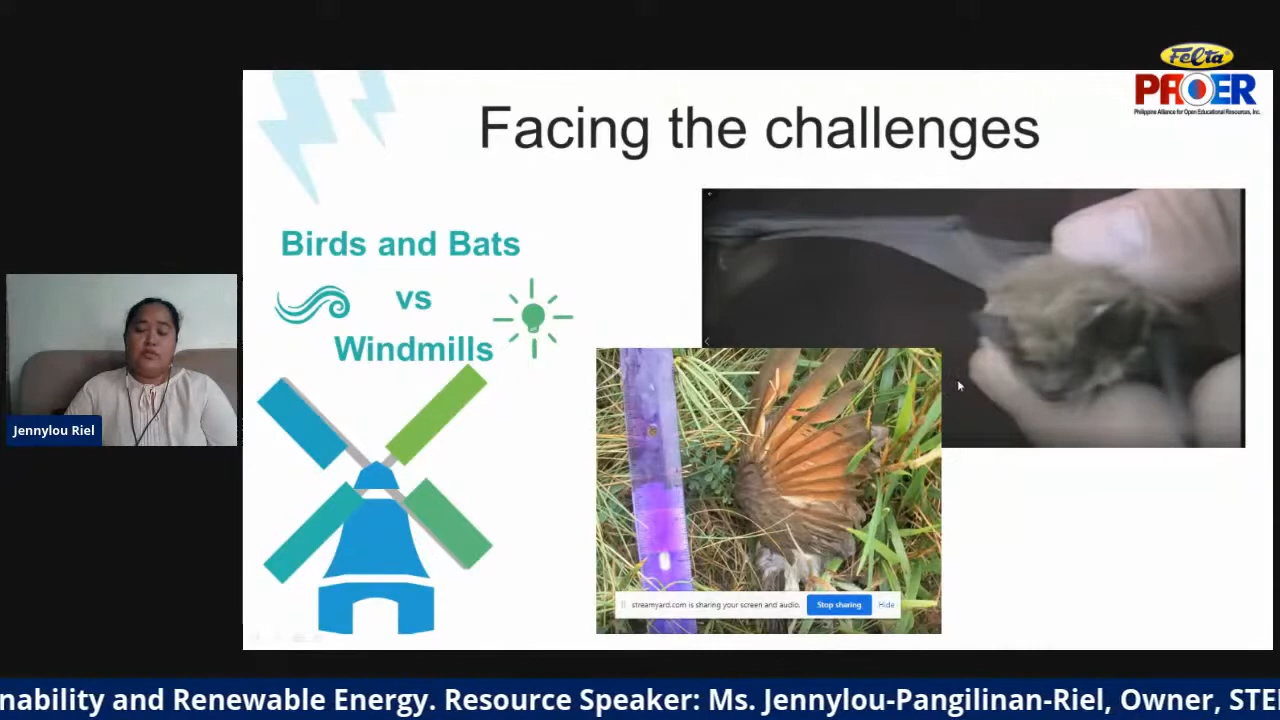 Felta
PAOER
Philippine Alliance for Open Educational Resources, Inc.
Facing the challenges
Birds and Bats
vs
Windmills
Jennylou Riel
streamyard.com is sharing your screen and audio.
Stop sharing
Hide
nability and Renewable Energy. Resource Speaker: Ms. Jennylou-Pangilinan-Riel, Owner, STE